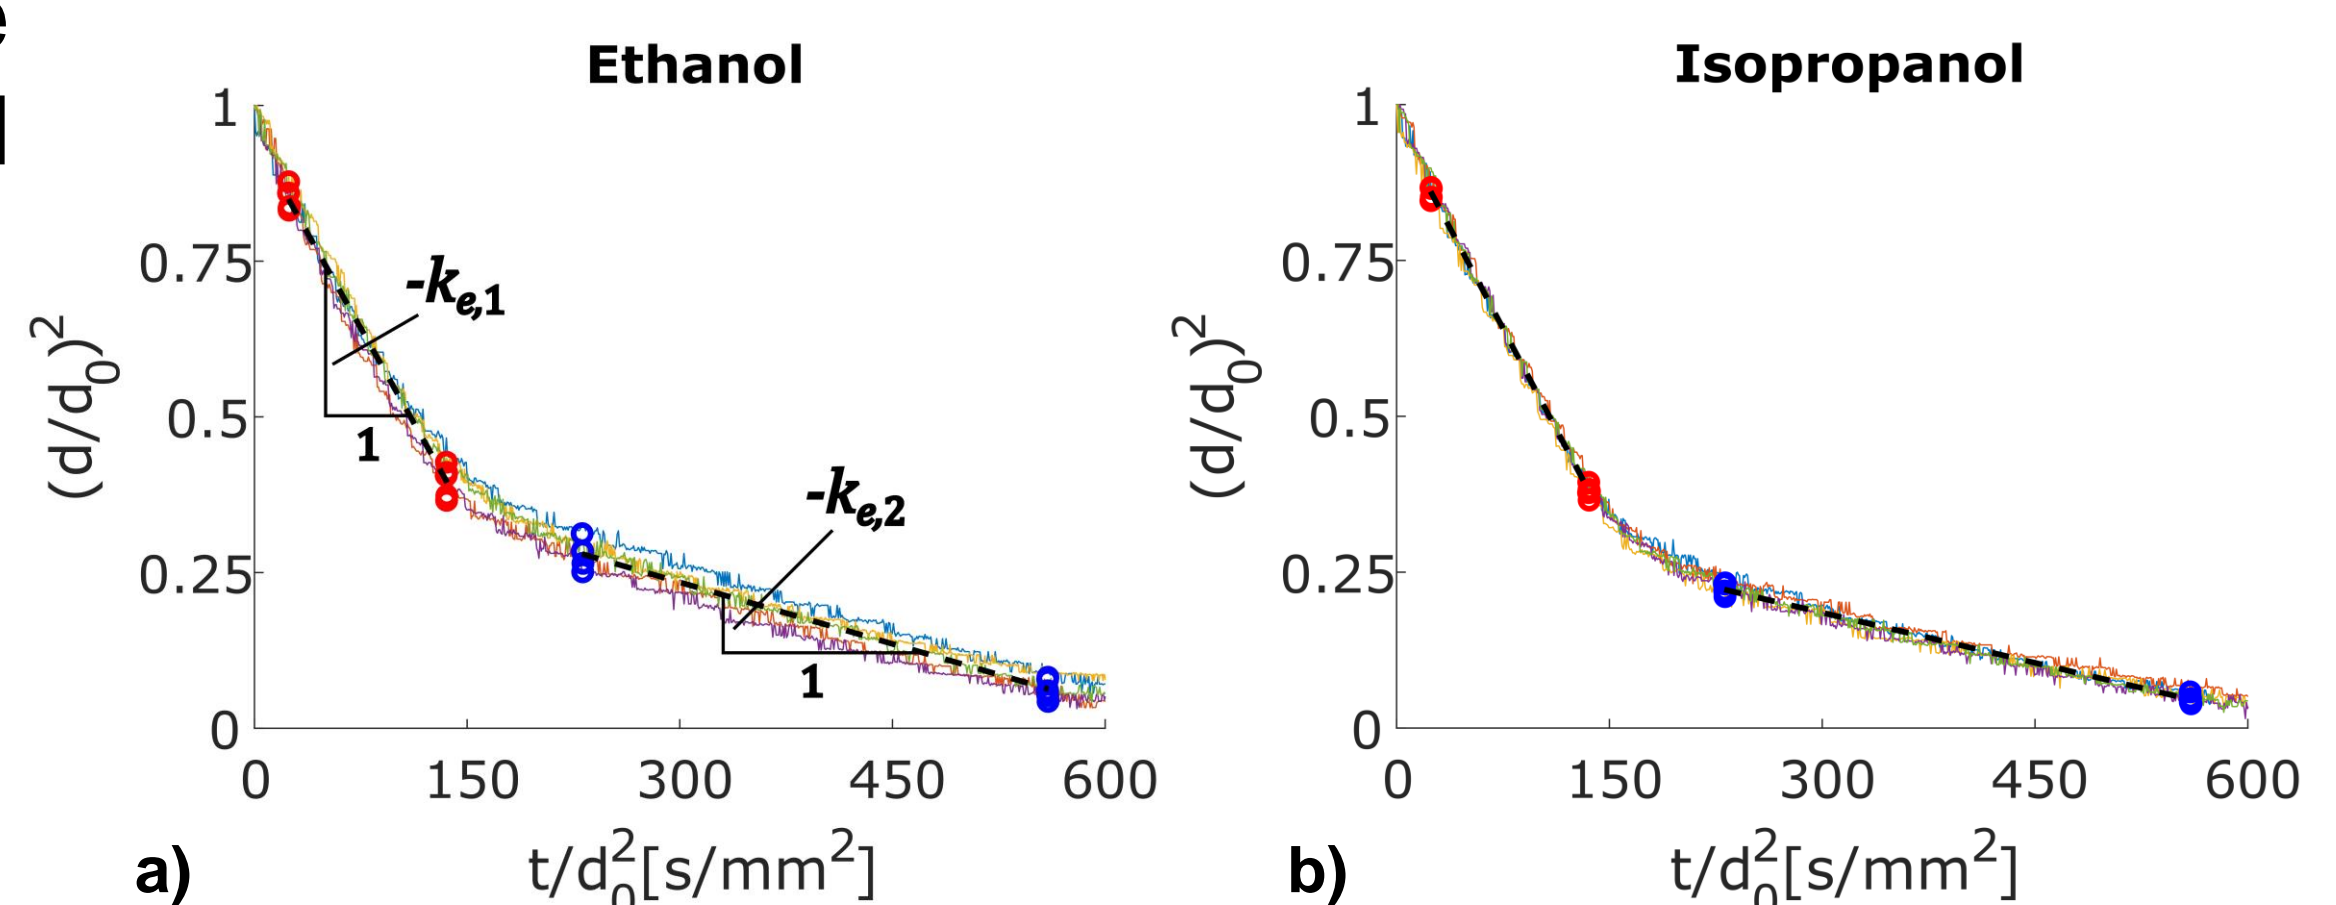 e
Ethanol
1
0.75
0.5
0.25
0
(d/d₀)²
-kₑ,₁
1
-kₑ,₂
1
0 150 300 450 600
t/d₀²[s/mm²]
a)
Isopropanol
1
0.75
0.5
0.25
0
(d/d₀)²
0 150 300 450 600
t/d₀²[s/mm²]
b)